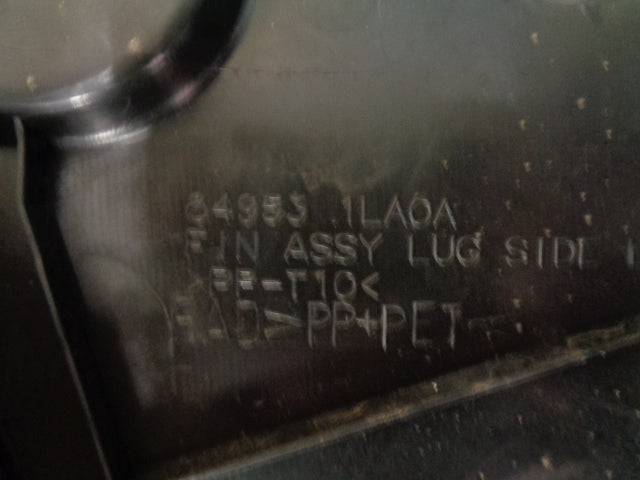 84953 1LA0A
FIN ASSY LUG SIDE L
>PP-T10<
>PP+PET<